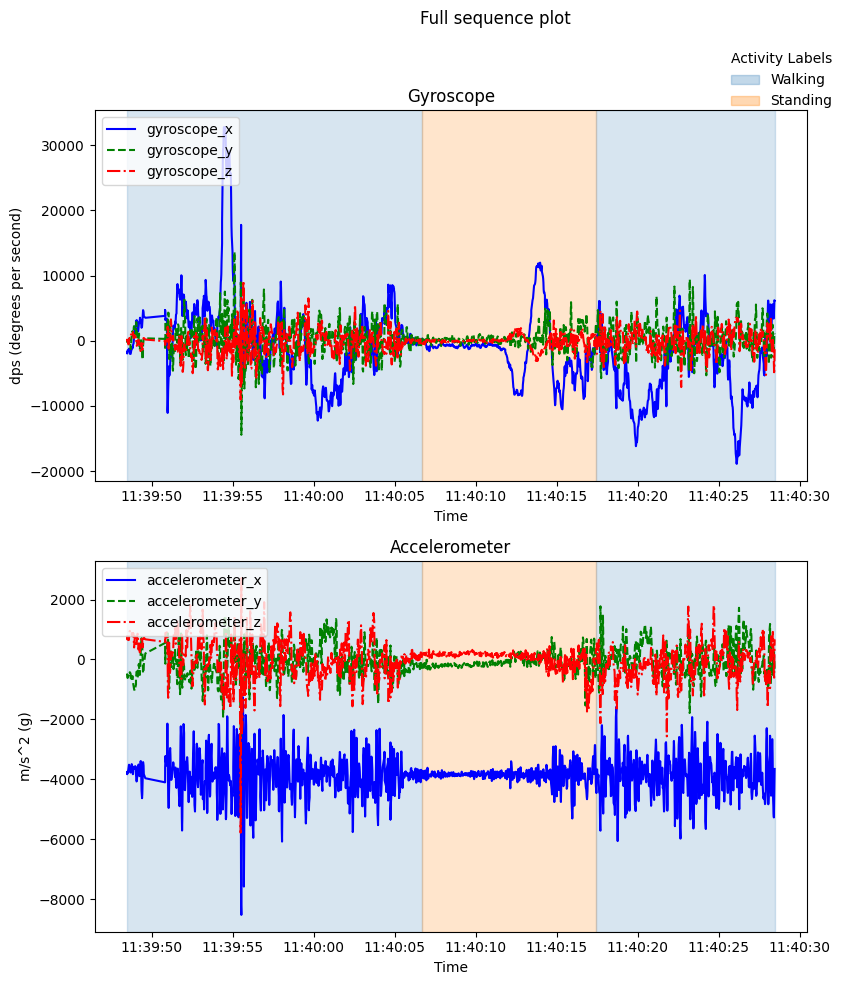 Full sequence plot
Activity Labels
Walking
Standing
Gyroscope
gyroscope_x
gyroscope_y
gyroscope_z
30000
20000
10000
0
−10000
−20000
dps (degrees per second)
11:39:50 11:39:55 11:40:00 11:40:05 11:40:10 11:40:15 11:40:20 11:40:25 11:40:30
Time
Accelerometer
accelerometer_x
accelerometer_y
accelerometer_z
2000
0
−2000
−4000
−6000
−8000
m/s^2 (g)
11:39:50 11:39:55 11:40:00 11:40:05 11:40:10 11:40:15 11:40:20 11:40:25 11:40:30
Time